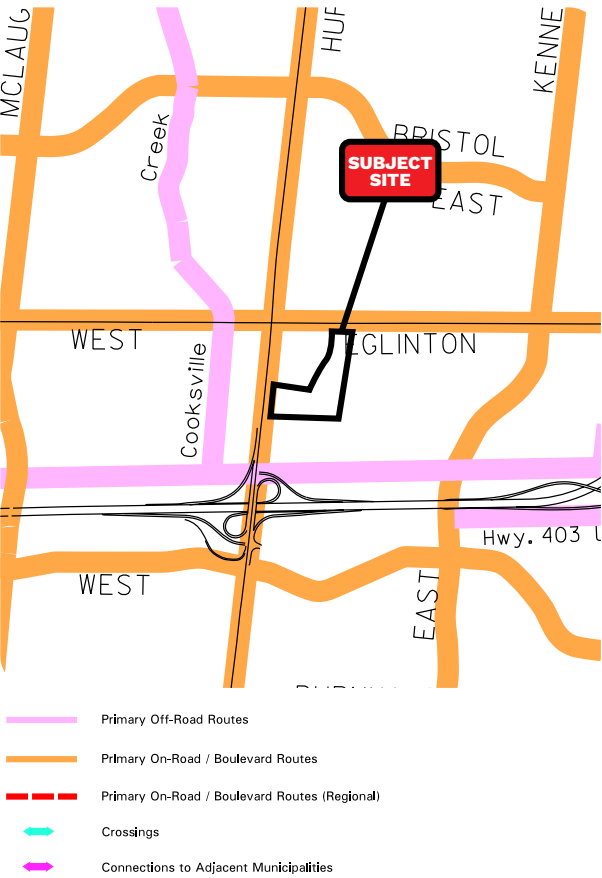 MCLAUG
HUR
KENNE
Creek
BRISTOL
SUBJECT
SITE
EAST
WEST
EGLINTON
Cooksville
Hwy. 403 U
WEST
EAST
Primary Off-Road Routes
Primary On-Road / Boulevard Routes
Primary On-Road / Boulevard Routes (Regional)
Crossings
Connections to Adjacent Municipalities